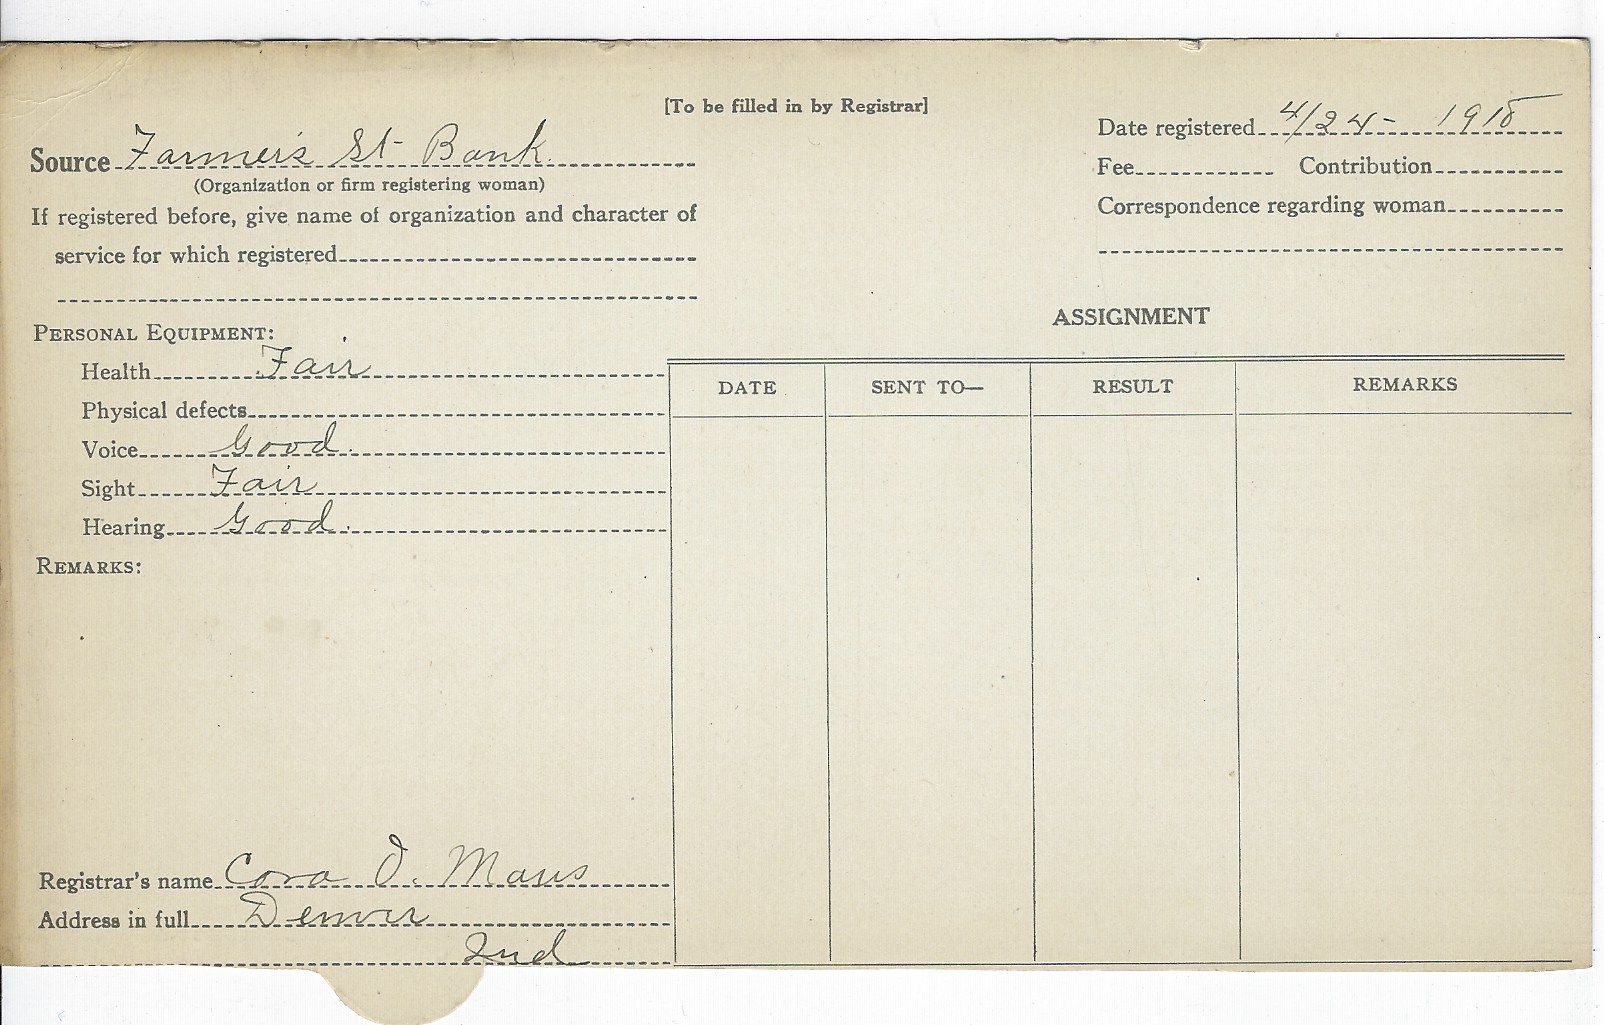 [To be filled in by Registrar]
Date registered 4/24- 1918
Source Farmer's St- Bank
(Organization or firm registering woman)
Fee Contribution
If registered before, give name of organization and character of
Correspondence regarding woman
service for which registered
PERSONAL EQUIPMENT:
ASSIGNMENT
Health Fair
DATE SENT TO— RESULT REMARKS
Physical defects
Voice Good.
Sight Fair
Hearing Good.
REMARKS:
Registrar's name Cora O. Maus
Address in full Denver
Ind